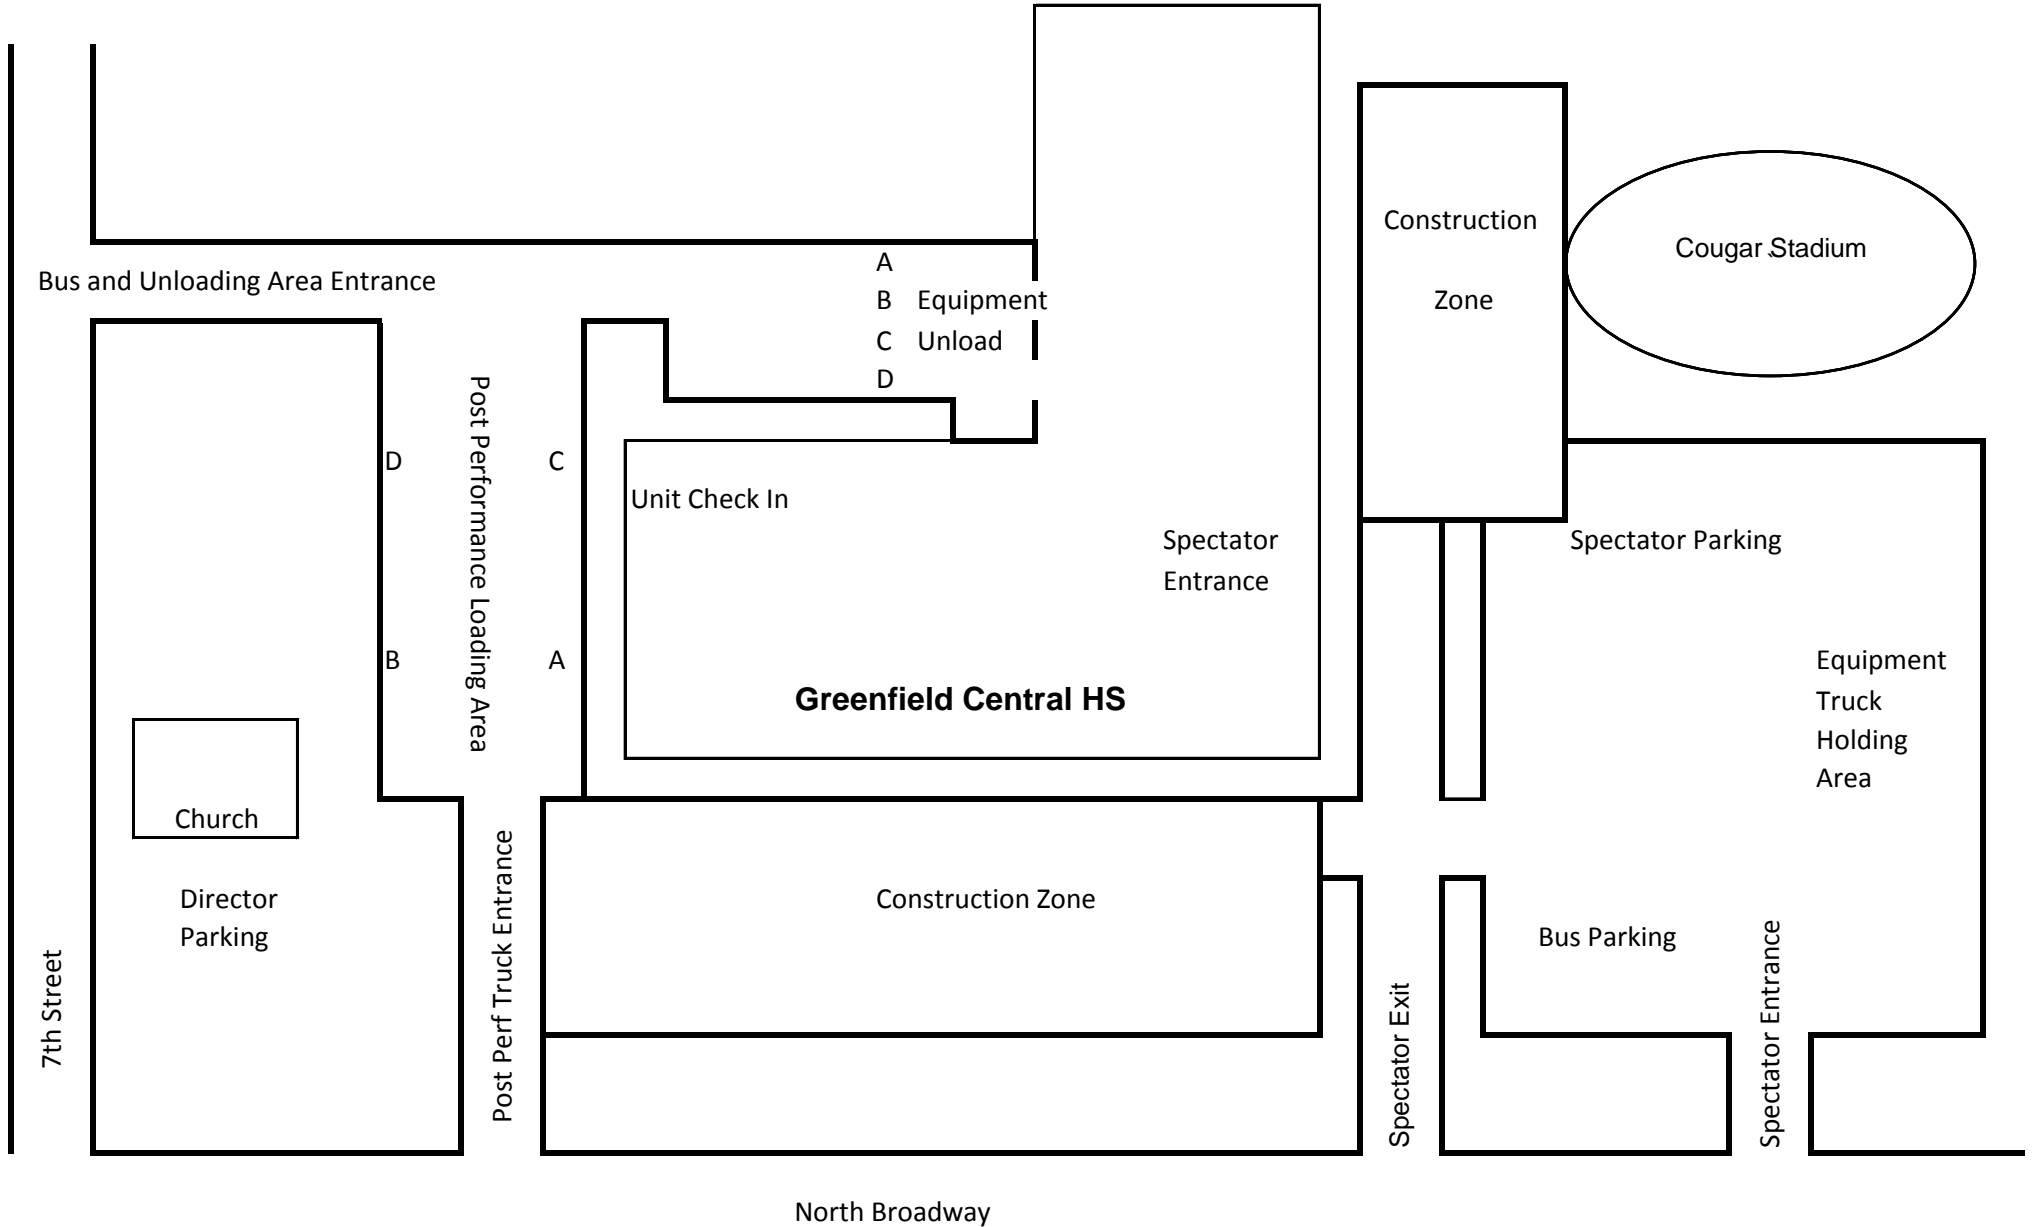 Construction
Zone
Cougar Stadium
Bus and Unloading Area Entrance
A
B Equipment
C Unload
D
Post Performance Loading Area
D
C
B
A
Unit Check In
Spectator
Entrance
Greenfield Central HS
Spectator Parking
Equipment
Truck
Holding
Area
Church
Director
Parking
7th Street
Post Perf Truck Entrance
Construction Zone
Bus Parking
Spectator Exit
Spectator Entrance
North Broadway